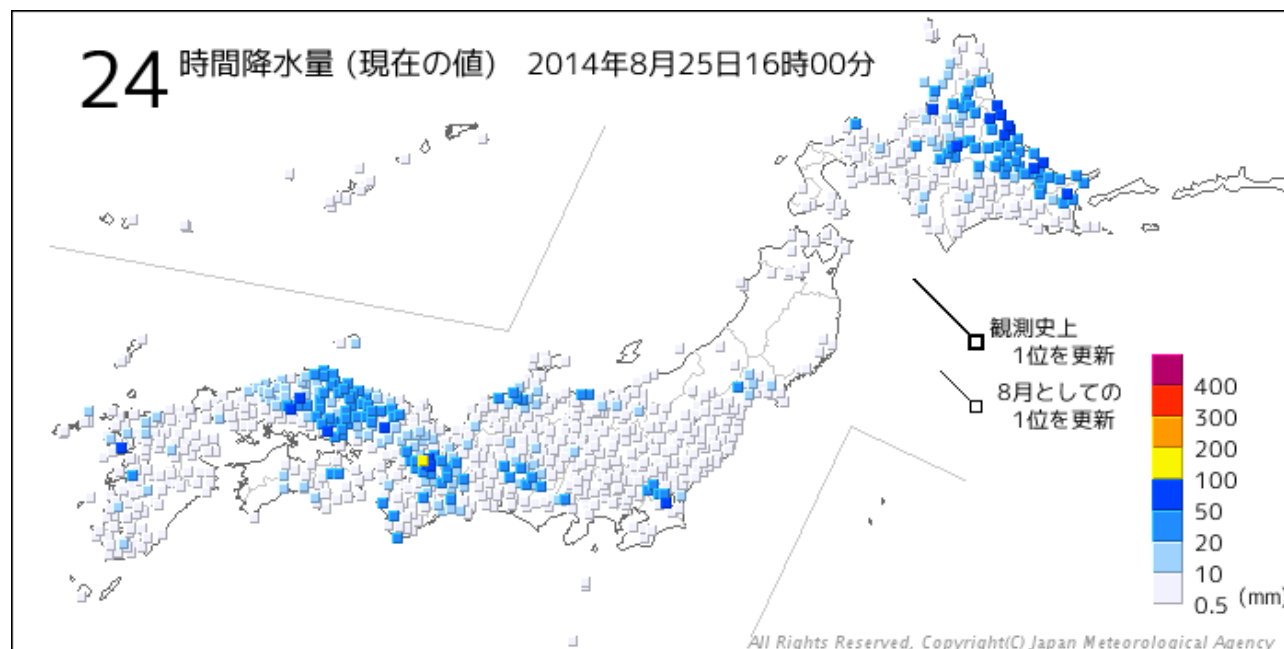 24時間降水量 (現在の値) 2014年8月25日16時00分
観測史上
1位を更新
8月としての
1位を更新
400
300
200
100
50
20
10
0.5 (mm)
All Rights Reserved, Copyright(C) Japan Meteorological Agency